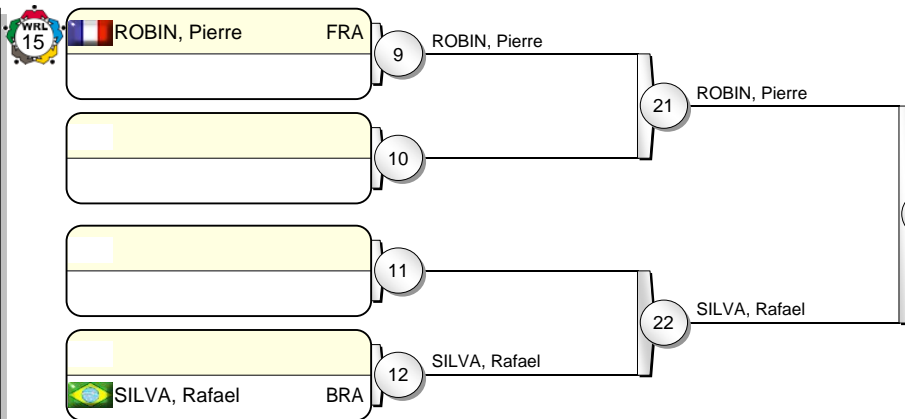 WRL
15
ROBIN, Pierre FRA
9
ROBIN, Pierre
21
ROBIN, Pierre
10
11
22
SILVA, Rafael
12
SILVA, Rafael
SILVA, Rafael BRA